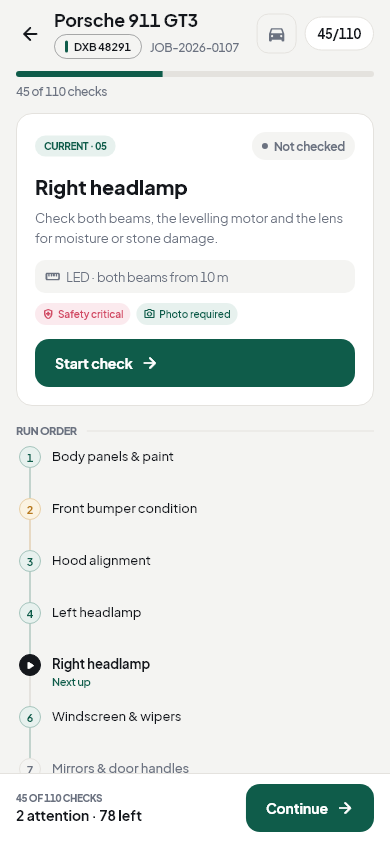 Porsche 911 GT3
DXB 48291
JOB-2026-0107
45/110
45 of 110 checks
CURRENT · 05
Not checked
Right headlamp
Check both beams, the levelling motor and the lens
for moisture or stone damage.
LED · both beams from 10 m
Safety critical
Photo required
Start check
RUN ORDER
1 Body panels & paint
2 Front bumper condition
3 Hood alignment
4 Left headlamp
Right headlamp
Next up
6 Windscreen & wipers
7 Mirrors & door handles
45 OF 110 CHECKS
2 attention · 78 left
Continue